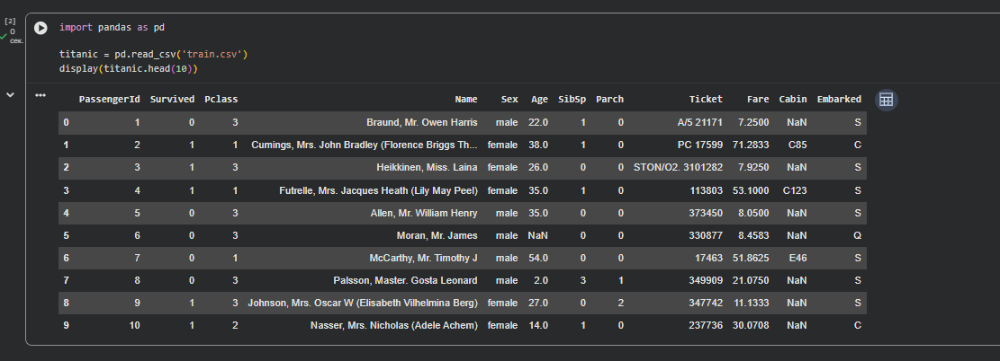 [2]
0
сек.
import pandas as pd
titanic = pd.read_csv('train.csv')
display(titanic.head(10))
PassengerId Survived Pclass Name Sex Age SibSp Parch Ticket Fare Cabin Embarked
0 1 0 3 Braund, Mr. Owen Harris male 22.0 1 0 A/5 21171 7.2500 NaN S
1 2 1 1 Cumings, Mrs. John Bradley (Florence Briggs Th... female 38.0 1 0 PC 17599 71.2833 C85 C
2 3 1 3 Heikkinen, Miss. Laina female 26.0 0 0 STON/O2. 3101282 7.9250 NaN S
3 4 1 1 Futrelle, Mrs. Jacques Heath (Lily May Peel) female 35.0 1 0 113803 53.1000 C123 S
4 5 0 3 Allen, Mr. William Henry male 35.0 0 0 373450 8.0500 NaN S
5 6 0 3 Moran, Mr. James male NaN 0 0 330877 8.4583 NaN Q
6 7 0 1 McCarthy, Mr. Timothy J male 54.0 0 0 17463 51.8625 E46 S
7 8 0 3 Palsson, Master. Gosta Leonard male 2.0 3 1 349909 21.0750 NaN S
8 9 1 3 Johnson, Mrs. Oscar W (Elisabeth Vilhelmina Berg) female 27.0 0 2 347742 11.1333 NaN S
9 10 1 2 Nasser, Mrs. Nicholas (Adele Achem) female 14.0 1 0 237736 30.0708 NaN C